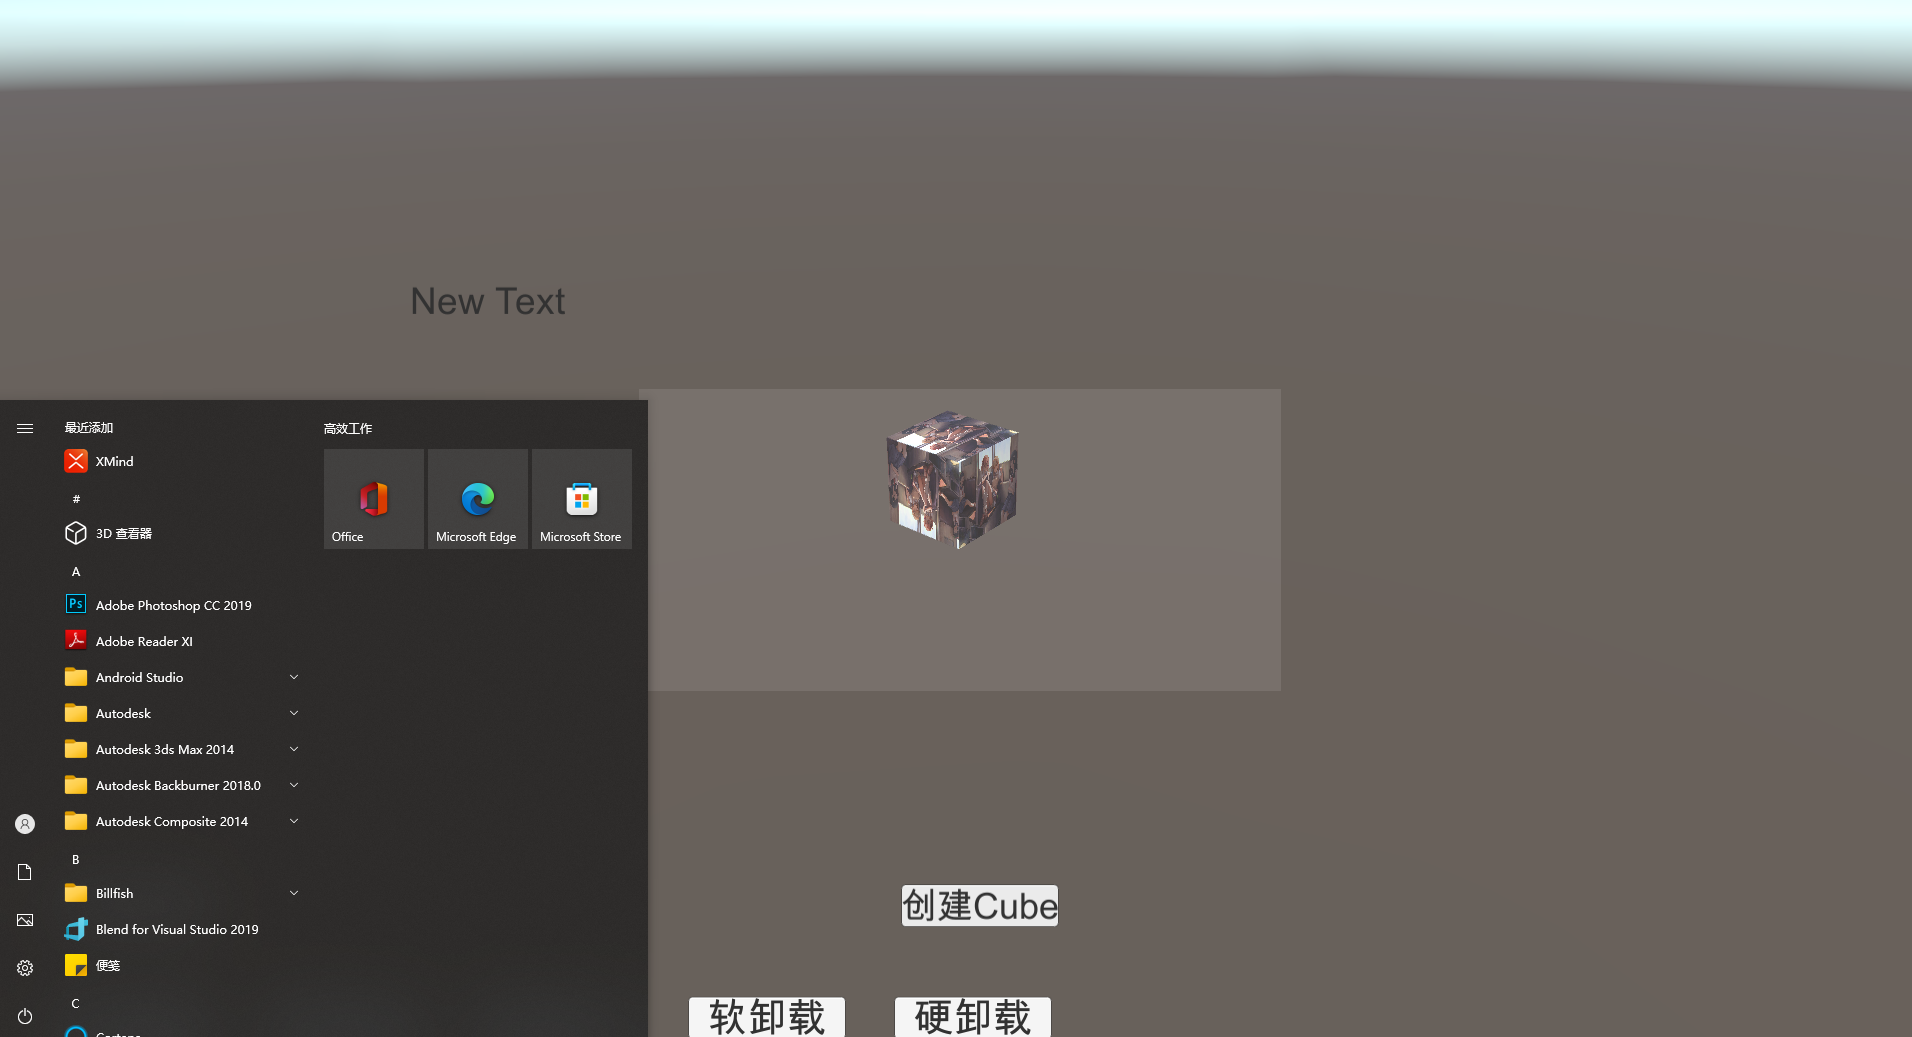 New Text
最近添加
XMind
#
3D 查看器
A
Ps
Adobe Photoshop CC 2019
Adobe Reader XI
Android Studio
Autodesk
Autodesk 3ds Max 2014
Autodesk Backburner 2018.0
Autodesk Composite 2014
B
Billfish
Blend for Visual Studio 2019
便笺
C
Cortana
高效工作
Office
Microsoft Edge
Microsoft Store
创建Cube
软卸载
硬卸载